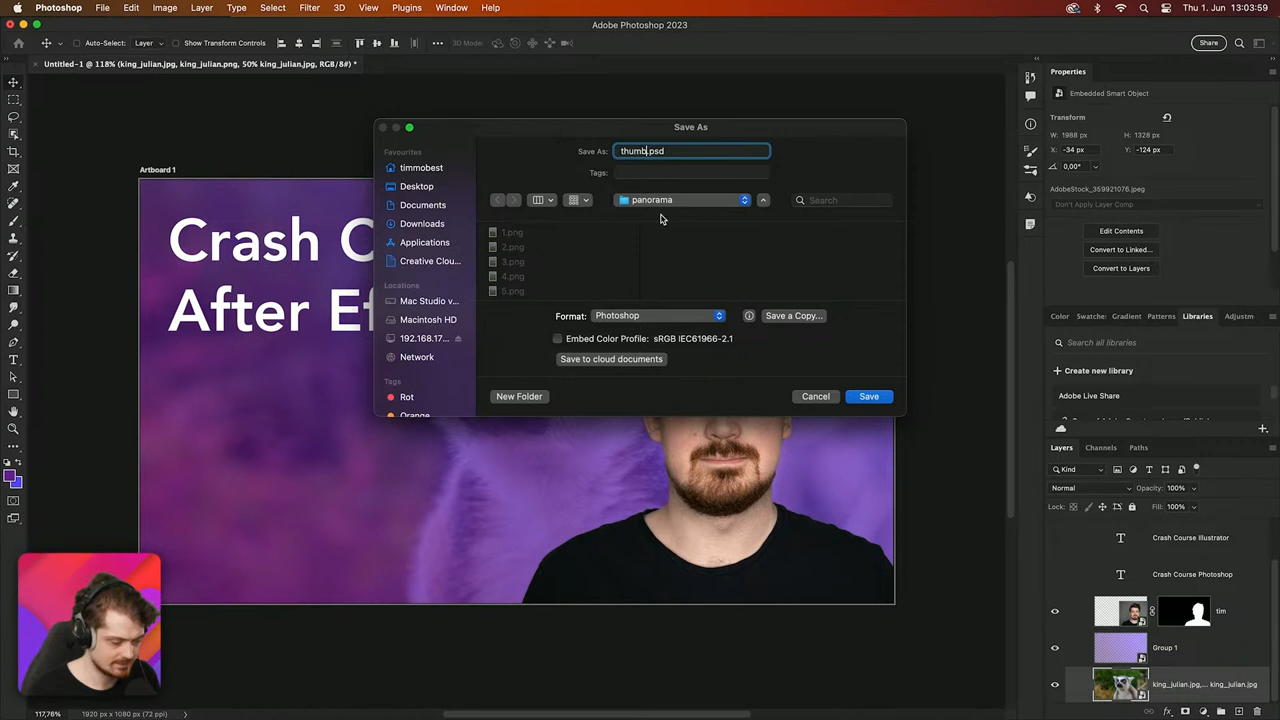 Photoshop File Edit Image Layer Type Select Filter 3D View Plugins Window Help Thu 1. Jun 13:03:59
Adobe Photoshop 2023
Auto-Select: Layer Show Transform Controls 3D Mode: Share
Untitled-1 @ 118% (king_julian.jpg, king_julian.png, 50% king_julian.jpg, RGB/8#) *
Artboard 1
Crash C
After Ef
Save As
Favourites
timmobest
Desktop
Documents
Downloads
Applications
Creative Clou...
Locations
Mac Studio v...
Macintosh HD
192.168.17...
Network
Tags
Rot
Orange
Save As: thumb.psd
Tags:
panorama
Search
1.png
2.png
3.png
4.png
5.png
Format: Photoshop
Save a Copy...
Embed Color Profile: sRGB IEC61966-2.1
Save to cloud documents
New Folder
Cancel
Save
Properties
Embedded Smart Object
Transform
W: 1988 px H: 1328 px
X: -34 px Y: -124 px
0,00°
AdobeStock_359921076.jpeg
Don't Apply Layer Comp
Edit Contents
Convert to Linked...
Convert to Layers
Color Swatche: Gradient Patterns Libraries Adjustm
Search all libraries
Create new library
Adobe Live Share
Layers Channels Paths
Kind
Normal Opacity: 100%
Lock: Fill: 100%
T Crash Course Illustrator
T Crash Course Photoshop
tim
Group 1
king_julian.jpg,... king_julian.jpg
117,76% 1920 px x 1080 px (72 ppi)